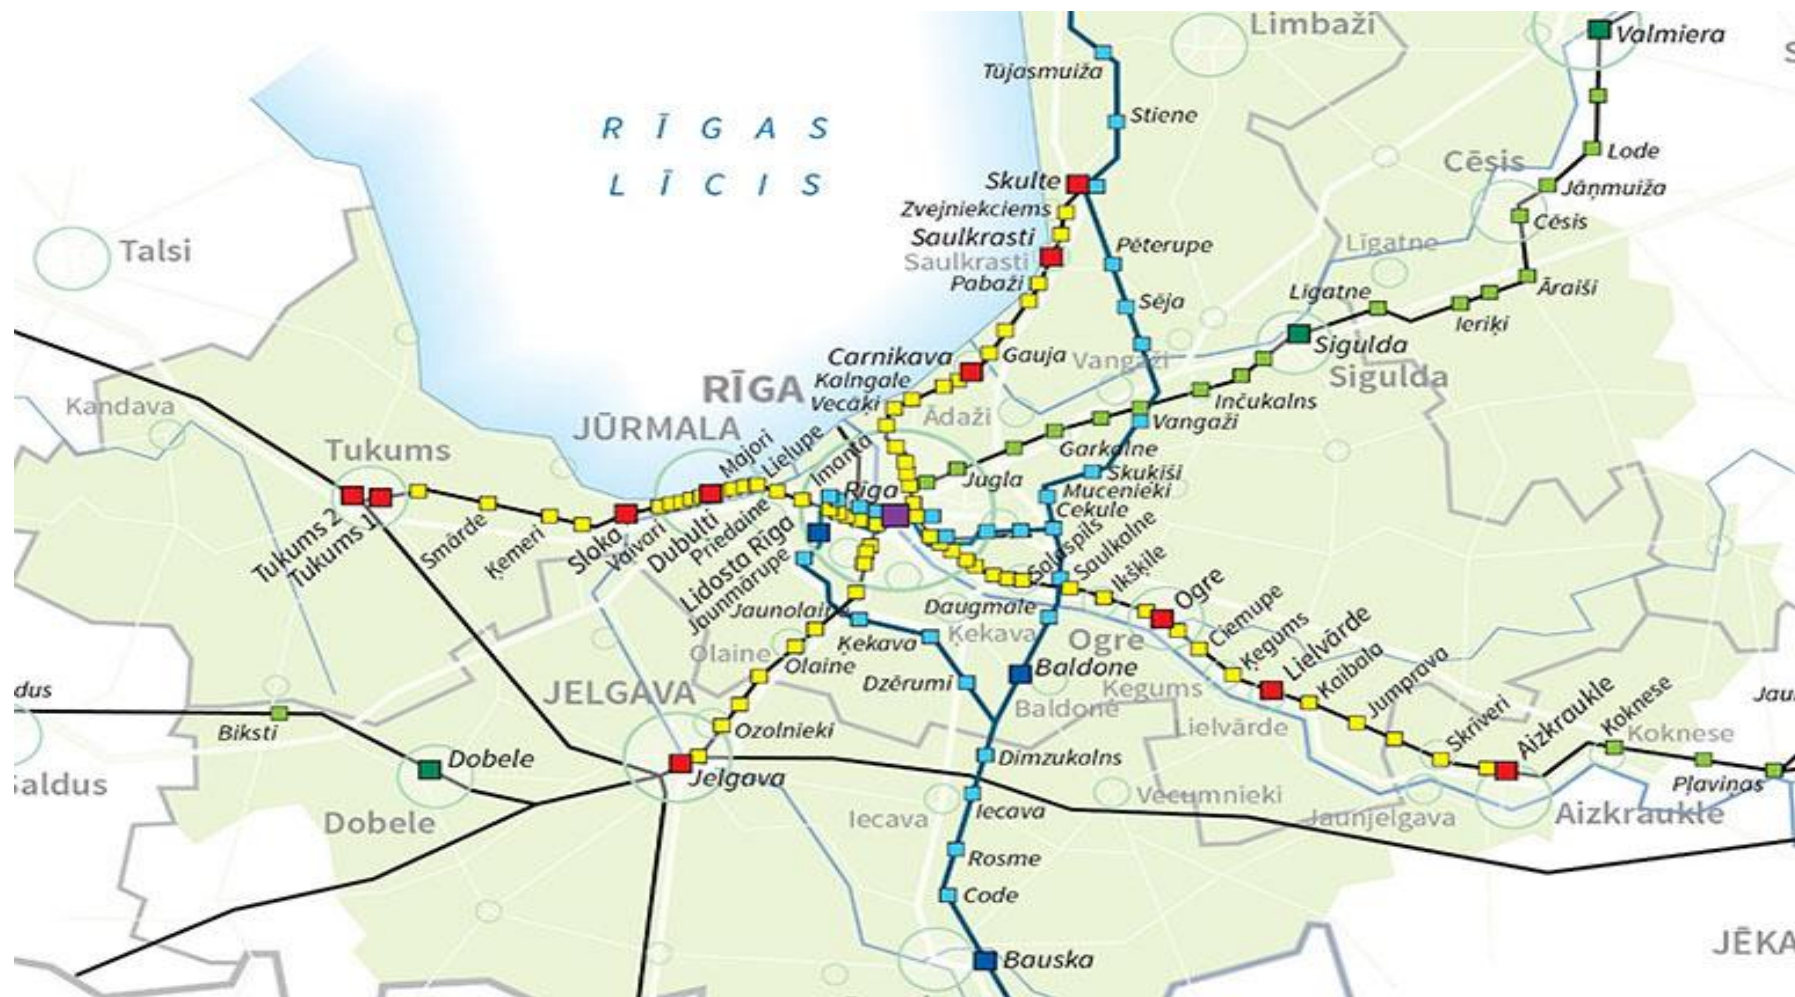 Limbaži
Valmiera
Tūjasmuiža
Stiene
RĪGAS
LĪCIS
Lode
Cēsis
Jāņmuiža
Cēsis
Skulte
Zvejniekciems
Saulkrasti
Saulkrasti
Pabaži
Pēterupe
Līgatne
Talsi
Sēja
Līgatne
Āraiši
Ieriķi
Sigulda
Sigulda
Carnikava
Gauja
Vangaži
Kalngale
Vecāķi
Ādaži
Inčukalns
Vangaži
RĪGA
JŪRMALA
Kandava
Tukums
Majori
Lielupe
Imanta
Garkalne
Jugla
Skuķīši
Mucenieki
Cekule
Rīga
Tukums 2
Tukums 1
Smārde
Ķemeri
Sloka
Vaivari
Dubulti
Priedaine
Lidosta Rīga
Jaunmārupe
Salaspils
Saulkalne
Ikšķile
Ogre
Jaunolaine
Daugmale
Ķekava
Ķekava
Ogre
Ciemupe
Ķegums
Lielvārde
Kaibala
Jumprava
Olaine
Olaine
Baldone
Dzērumi
Ķegums
Baldone
Lielvārde
Skrīveri
Aizkraukle
Koknese
Koknese
dus
Biksti
JELGAVA
Ozolnieki
Dobele
Jelgava
Dimzukalns
Jau
Pļaviņas
Saldus
Dobele
Iecava
Iecava
Vecumnieki
Jaunjelgava
Aizkraukle
Rosme
Code
Bauska
JĒKA